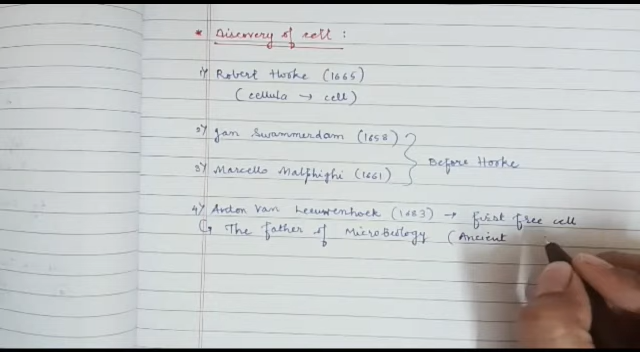 * Discovery of cell :
1) Robert Hooke (1665)
(cellula → cell)
2) Jan Swammerdam (1658)
3) Marcello Malphighi (1661)
} Before Hooke
4) Anton Van Leeuwenhoek (1683) → first free cell
↳ The father of MicroBiology (Ancient